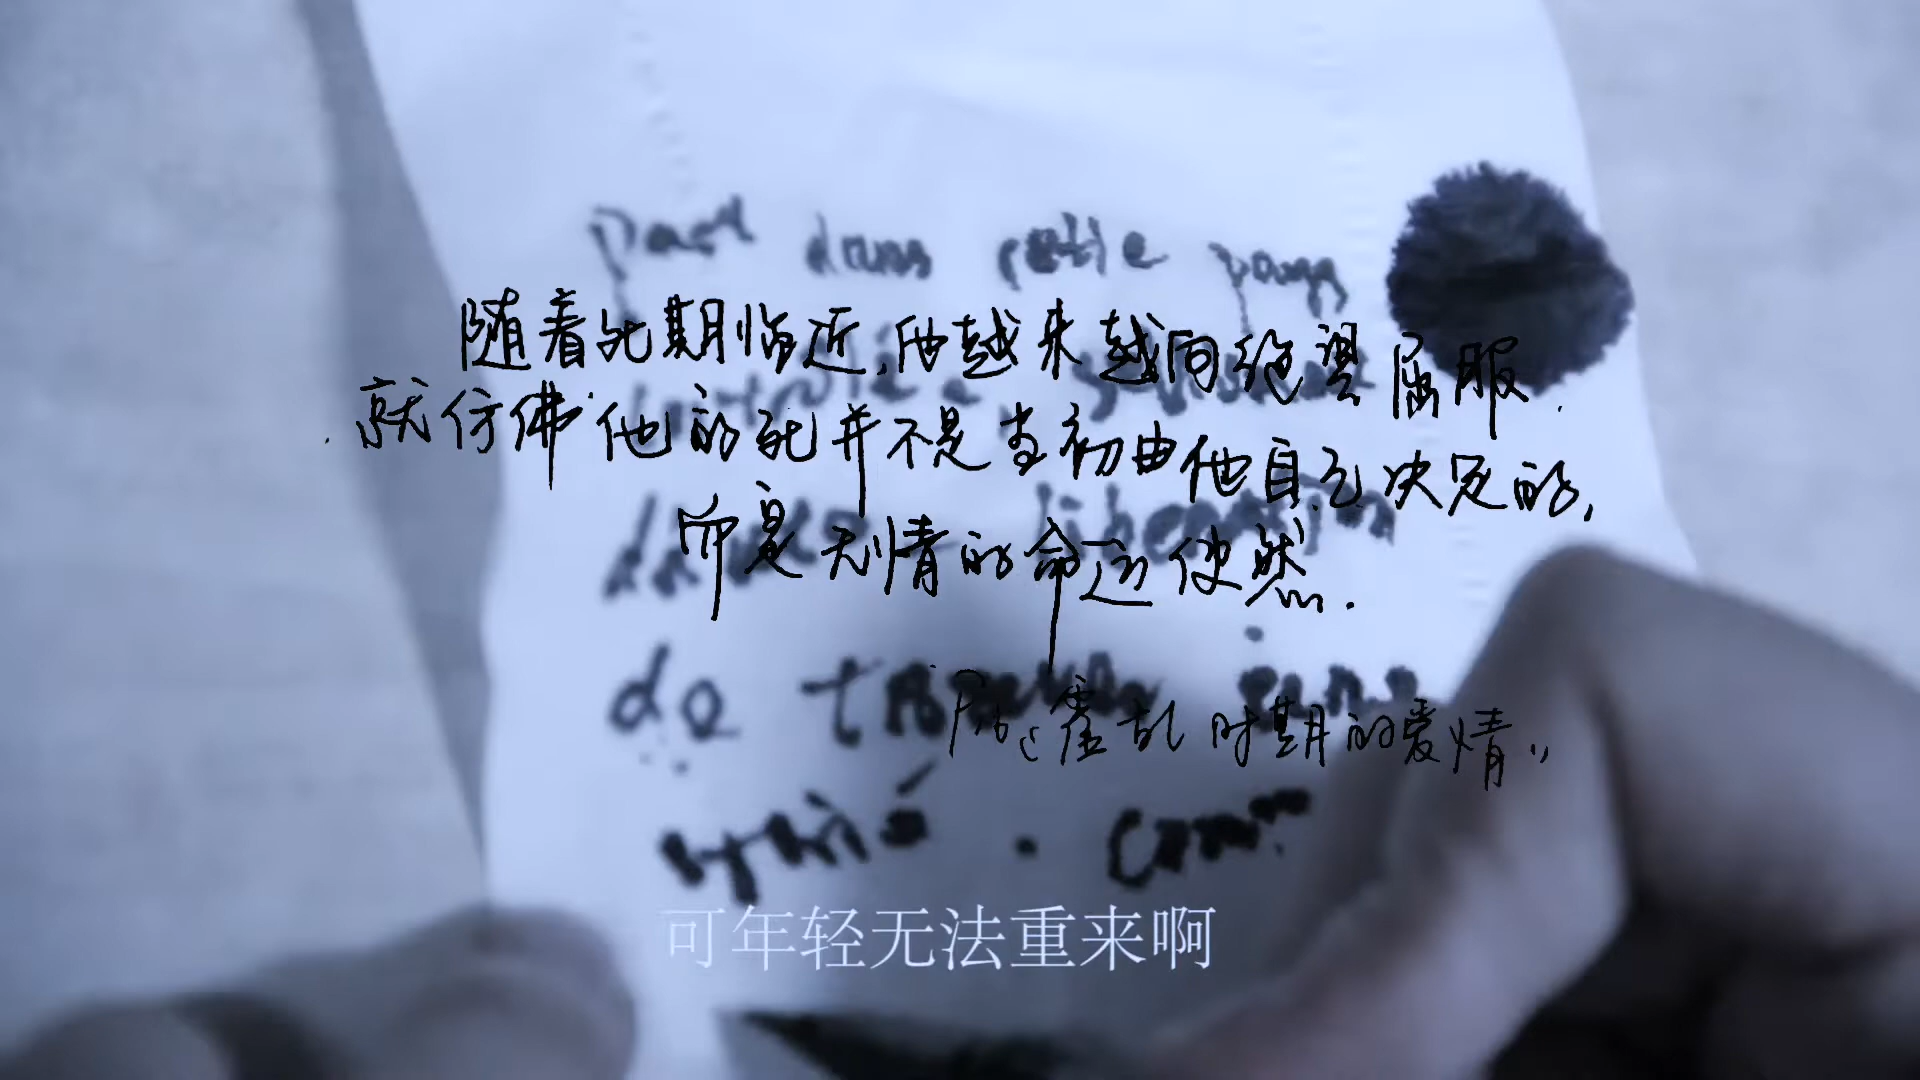 dans
随着死期临近,他越来越向绝望屈服.
就仿佛他的死并不是当初由他自己决定的,
而是无情的命运使然.
de
《霍乱时期的爱情》
可年轻无法重来啊